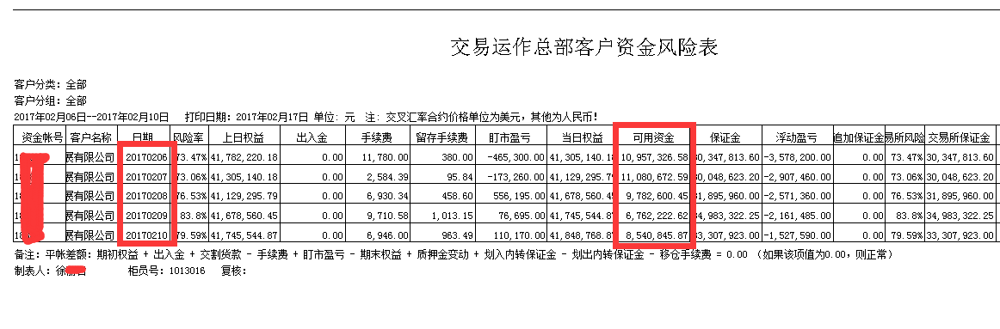 交易运作总部客户资金风险表
客户分类：全部
客户分组：全部
2017年02月06日--2017年02月10日 打印日期：2017年02月17日 单位：元 注：交叉汇率合约价格单位为美元，其他为人民币！
资金帐号 客户名称 日期 风险率 上日权益 出入金 手续费 留存手续费 盯市盈亏 当日权益 可用资金 保证金 浮动盈亏 追加保证金 易所风险 交易所保证金
展有限公司 20170206 73.47% 41,782,220.18 0.00 11,780.00 380.00 -465,300.00 41,305,140.18 10,957,326.58 30,347,813.60 -3,578,200.00 0.00 73.47% 30,347,813.60
展有限公司 20170207 73.06% 41,305,140.18 0.00 2,584.39 95.84 -173,260.00 41,129,295.79 11,080,672.59 30,048,623.20 -2,907,460.00 0.00 73.06% 30,048,623.20
展有限公司 20170208 76.53% 41,129,295.79 0.00 6,930.34 458.60 556,195.00 41,678,560.45 9,782,600.45 31,895,960.00 -2,571,360.00 0.00 76.53% 31,895,960.00
展有限公司 20170209 83.8% 41,678,560.45 0.00 9,710.58 1,013.15 76,695.00 41,745,544.87 6,762,222.62 34,983,322.25 -2,161,485.00 0.00 83.8% 34,983,322.25
展有限公司 20170210 79.59% 41,745,544.87 0.00 6,946.00 963.49 110,170.00 41,848,768.87 8,540,845.87 33,307,923.00 -1,527,590.00 0.00 79.59% 33,307,923.00
备注：平帐差额：期初权益 + 出入金 + 交割货款 - 手续费 + 盯市盈亏 - 期末权益 + 质押金变动 + 划入内转保证金 - 划出内转保证金 - 移仓手续费 = 0.00 （如果该项值为0.00，则正常）
制表人：徐 柜员号：1013016 复核：